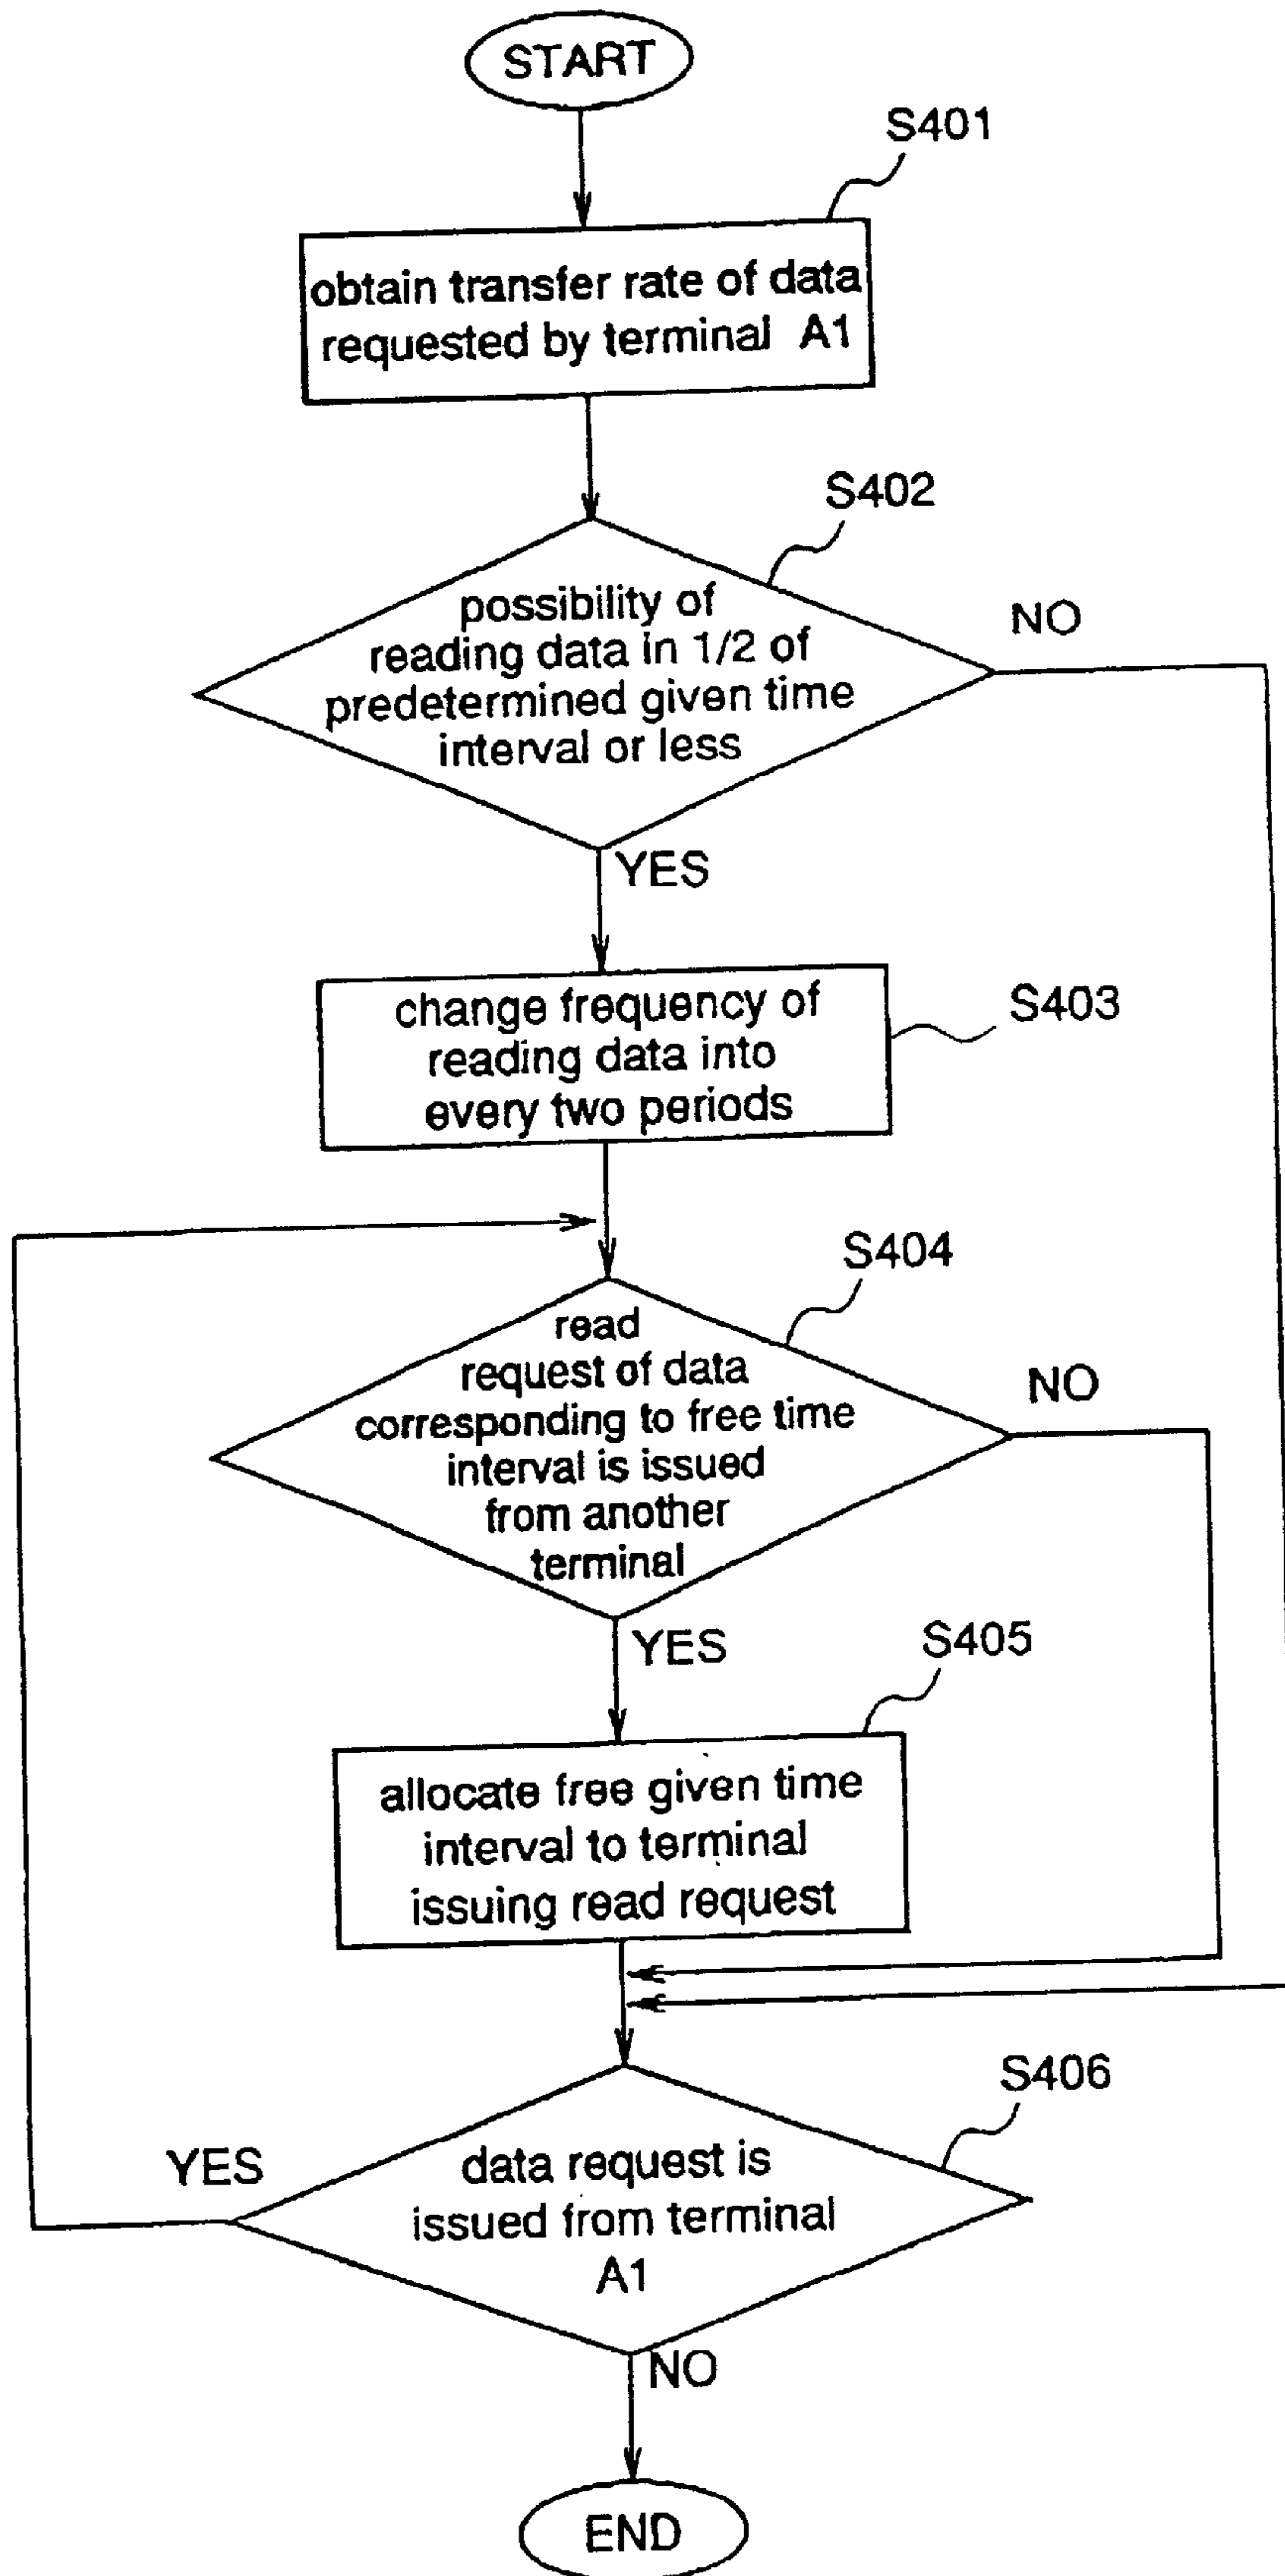 START
S401
obtain transfer rate of data
requested by terminal A1
S402
possibility of
reading data in 1/2 of
predetermined given time
interval or less
NO
YES
change frequency of
reading data into
every two periods
S403
S404
read
request of data
corresponding to free time
interval is issued
from another
terminal
NO
YES
S405
allocate free given time
interval to terminal
issuing read request
S406
YES
data request is
issued from terminal
A1
NO
END